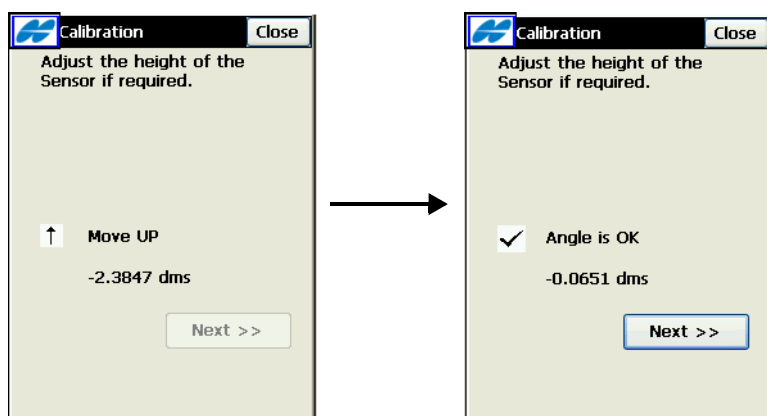 Calibration
Close
Adjust the height of the
Sensor if required.
↑ Move UP
-2.3847 dms
Next >>
Calibration
Close
Adjust the height of the
Sensor if required.
✓ Angle is OK
-0.0651 dms
Next >>